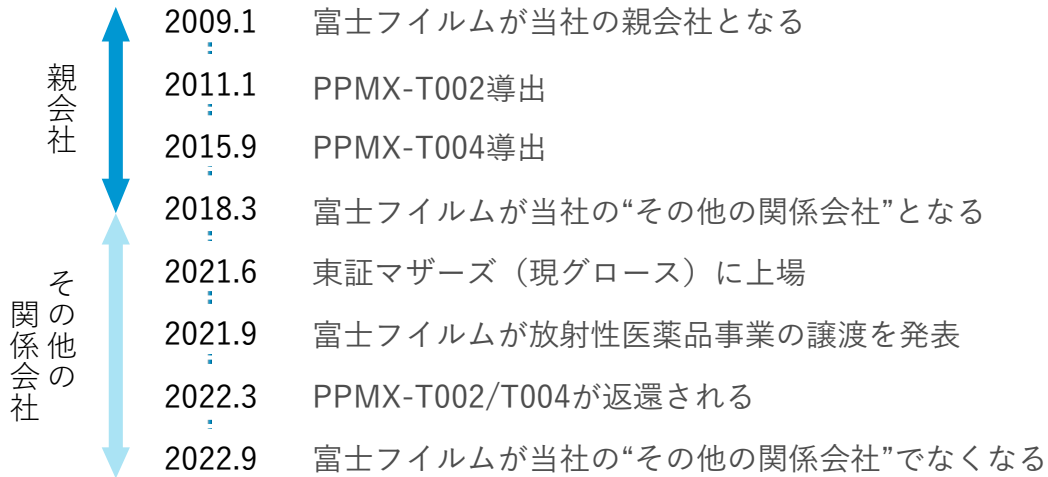 親会社
その他の
関係会社
2009.1 富士フイルムが当社の親会社となる
2011.1 PPMX-T002導出
2015.9 PPMX-T004導出
2018.3 富士フイルムが当社の“その他の関係会社”となる
2021.6 東証マザーズ（現グロース）に上場
2021.9 富士フイルムが放射性医薬品事業の譲渡を発表
2022.3 PPMX-T002/T004が返還される
2022.9 富士フイルムが当社の“その他の関係会社”でなくなる